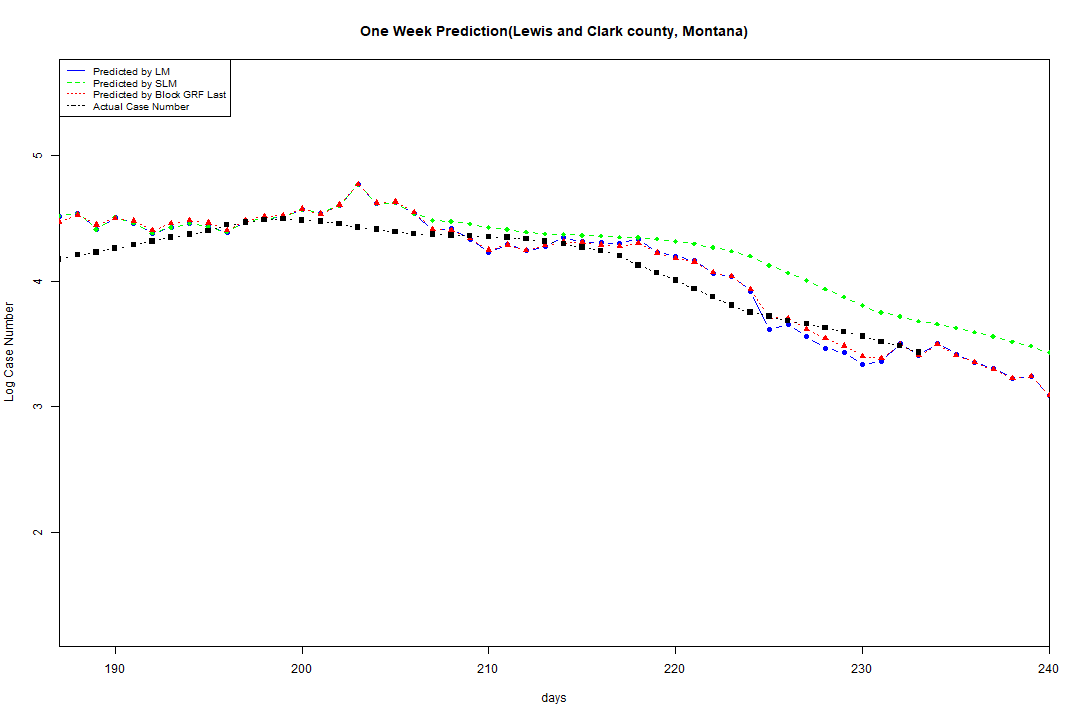 One Week Prediction(Lewis and Clark county, Montana)
Predicted by LM
Predicted by SLM
Predicted by Block GRF Last
Actual Case Number
5
4
3
2
Log Case Number
190 200 210 220 230 240
days